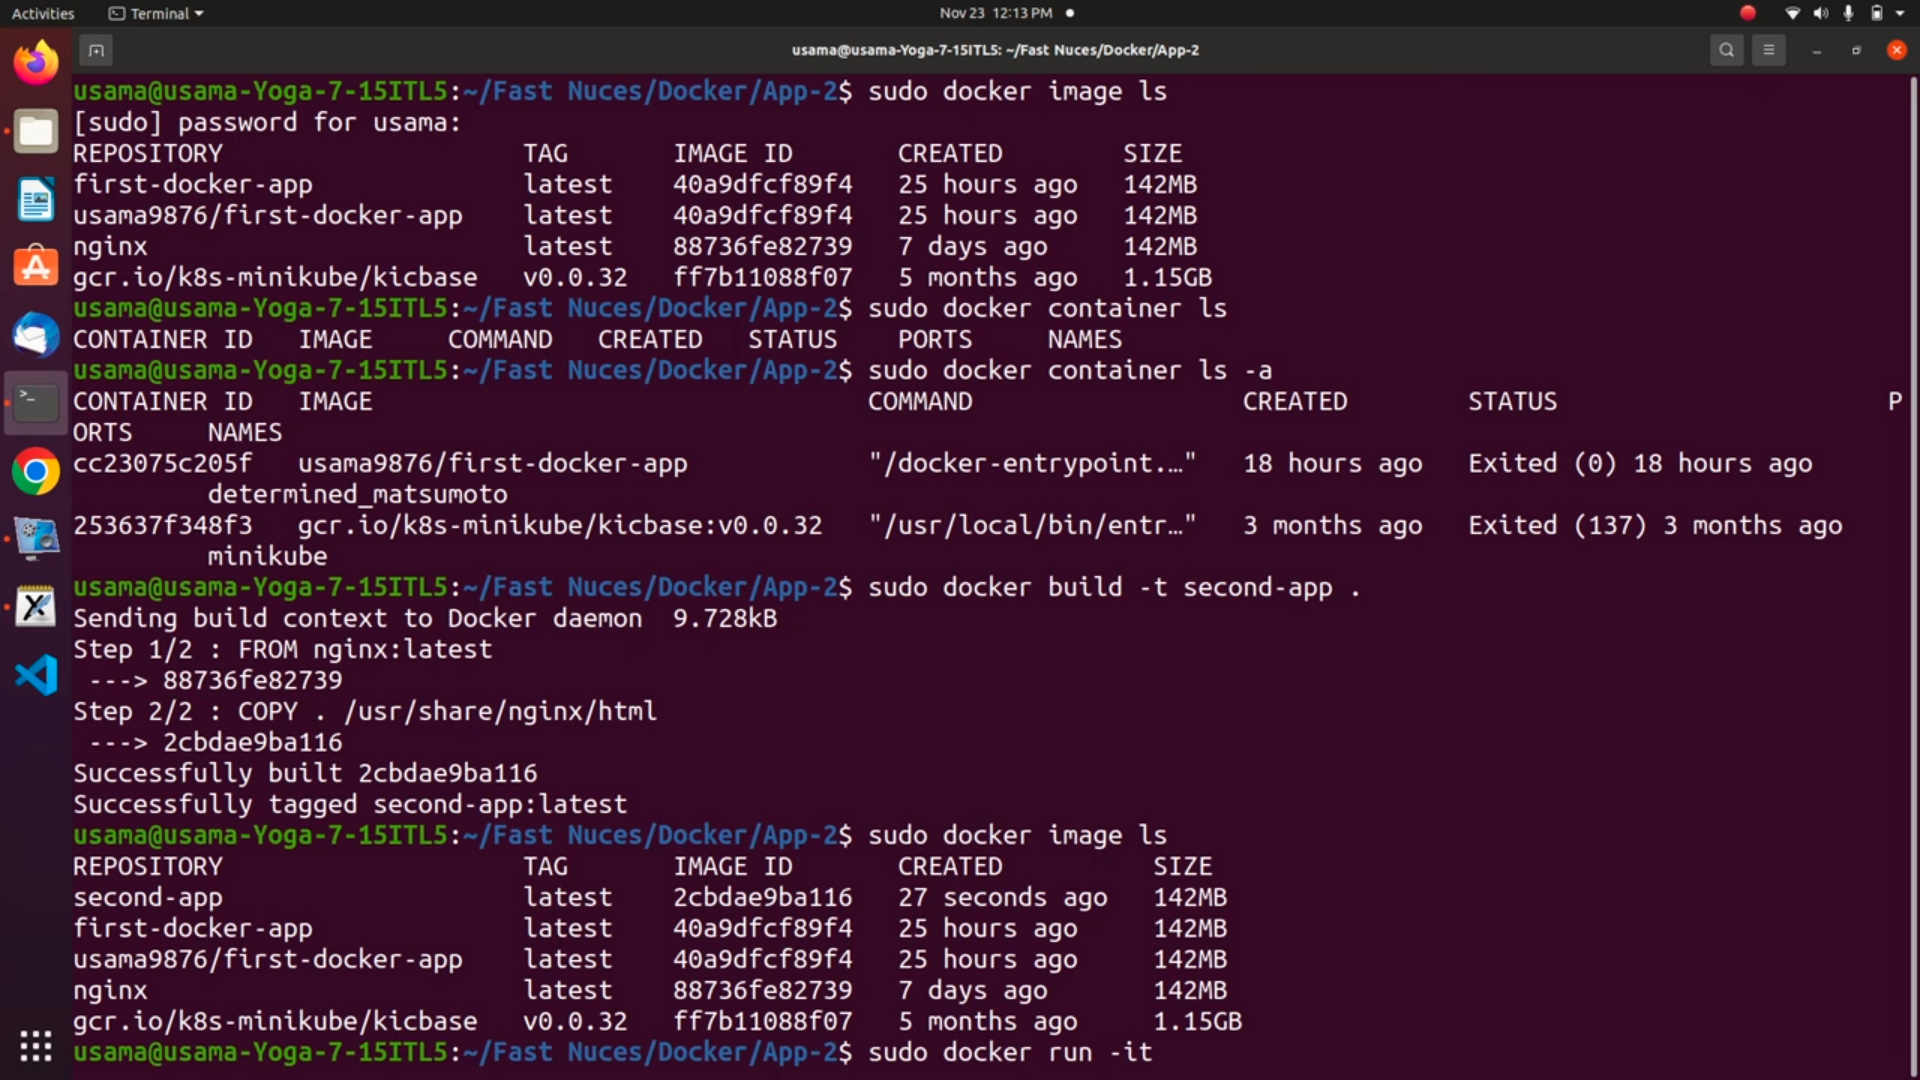 Activities Terminal Nov 23 12:13 PM
usama@usama-Yoga-7-15ITL5: ~/Fast Nuces/Docker/App-2
usama@usama-Yoga-7-15ITL5:~/Fast Nuces/Docker/App-2$ sudo docker image ls
[sudo] password for usama:
REPOSITORY TAG IMAGE ID CREATED SIZE
first-docker-app latest 40a9dfcf89f4 25 hours ago 142MB
usama9876/first-docker-app latest 40a9dfcf89f4 25 hours ago 142MB
nginx latest 88736fe82739 7 days ago 142MB
gcr.io/k8s-minikube/kicbase v0.0.32 ff7b11088f07 5 months ago 1.15GB
usama@usama-Yoga-7-15ITL5:~/Fast Nuces/Docker/App-2$ sudo docker container ls
CONTAINER ID IMAGE COMMAND CREATED STATUS PORTS NAMES
usama@usama-Yoga-7-15ITL5:~/Fast Nuces/Docker/App-2$ sudo docker container ls -a
CONTAINER ID IMAGE COMMAND CREATED STATUS P
ORTS NAMES
cc23075c205f usama9876/first-docker-app "/docker-entrypoint.…" 18 hours ago Exited (0) 18 hours ago
determined_matsumoto
253637f348f3 gcr.io/k8s-minikube/kicbase:v0.0.32 "/usr/local/bin/entr…" 3 months ago Exited (137) 3 months ago
minikube
usama@usama-Yoga-7-15ITL5:~/Fast Nuces/Docker/App-2$ sudo docker build -t second-app .
Sending build context to Docker daemon 9.728kB
Step 1/2 : FROM nginx:latest
---> 88736fe82739
Step 2/2 : COPY . /usr/share/nginx/html
---> 2cbdae9ba116
Successfully built 2cbdae9ba116
Successfully tagged second-app:latest
usama@usama-Yoga-7-15ITL5:~/Fast Nuces/Docker/App-2$ sudo docker image ls
REPOSITORY TAG IMAGE ID CREATED SIZE
second-app latest 2cbdae9ba116 27 seconds ago 142MB
first-docker-app latest 40a9dfcf89f4 25 hours ago 142MB
usama9876/first-docker-app latest 40a9dfcf89f4 25 hours ago 142MB
nginx latest 88736fe82739 7 days ago 142MB
gcr.io/k8s-minikube/kicbase v0.0.32 ff7b11088f07 5 months ago 1.15GB
usama@usama-Yoga-7-15ITL5:~/Fast Nuces/Docker/App-2$ sudo docker run -it